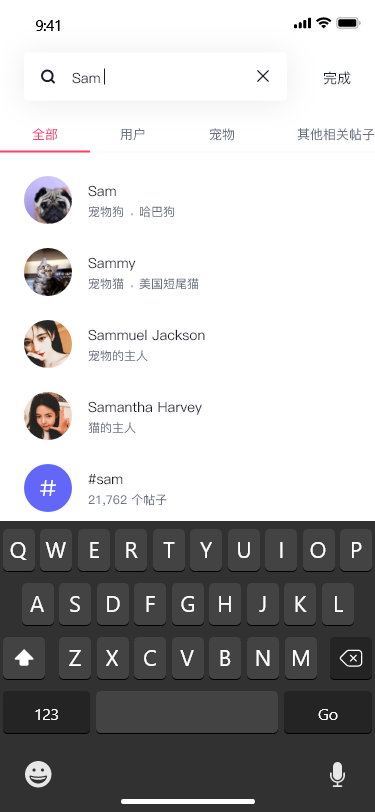 9:41
Sam
完成
全部 用户 宠物 其他相关帖子
Sam
宠物狗 · 哈巴狗
Sammy
宠物猫 · 美国短尾猫
Sammuel Jackson
宠物的主人
Samantha Harvey
猫的主人
#
#sam
21,762 个帖子
Q W E R T Y U I O P
A S D F G H J K L
Z X C V B N M
123 Go